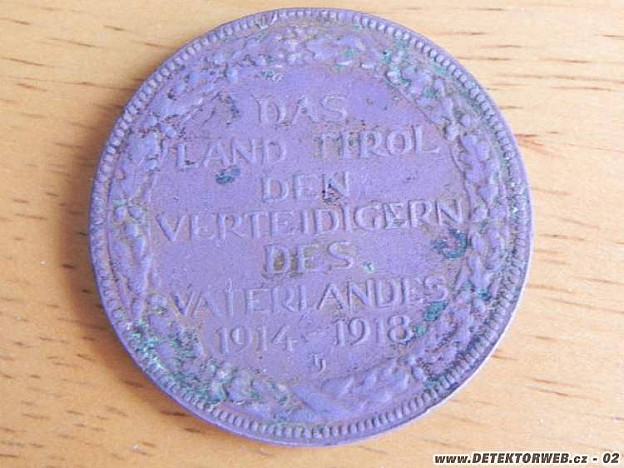 DAS
LAND TIROL
DEN
VERTEIDIGERN
DES
VATERLANDES
1914-1918
www.DETEKTORWEB.cz - 02